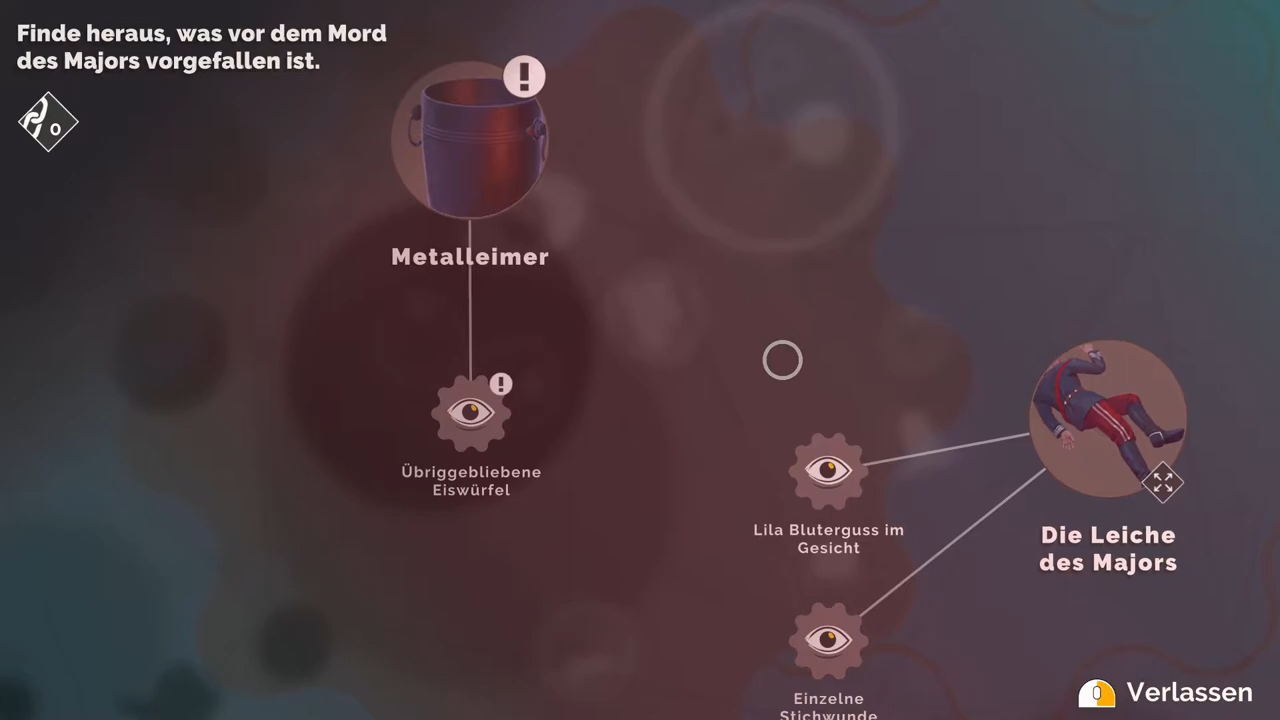 Finde heraus, was vor dem Mord
des Majors vorgefallen ist.
0
!
Metalleimer
!
Übriggebliebene
Eiswürfel
Lila Bluterguss im
Gesicht
Die Leiche
des Majors
Einzelne
Stichwunde
Verlassen